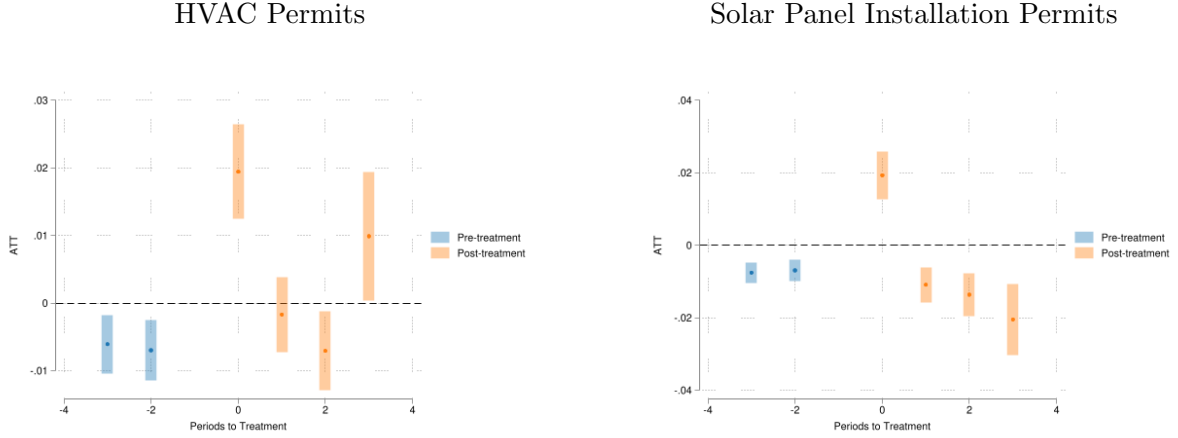 HVAC Permits
.03
.02
.01
0
-.01
ATT
-4
-2
0
2
4
Periods to Treatment
Pre-treatment
Post-treatment
Solar Panel Installation Permits
.04
.02
0
-.02
-.04
ATT
-4
-2
0
2
4
Periods to Treatment
Pre-treatment
Post-treatment